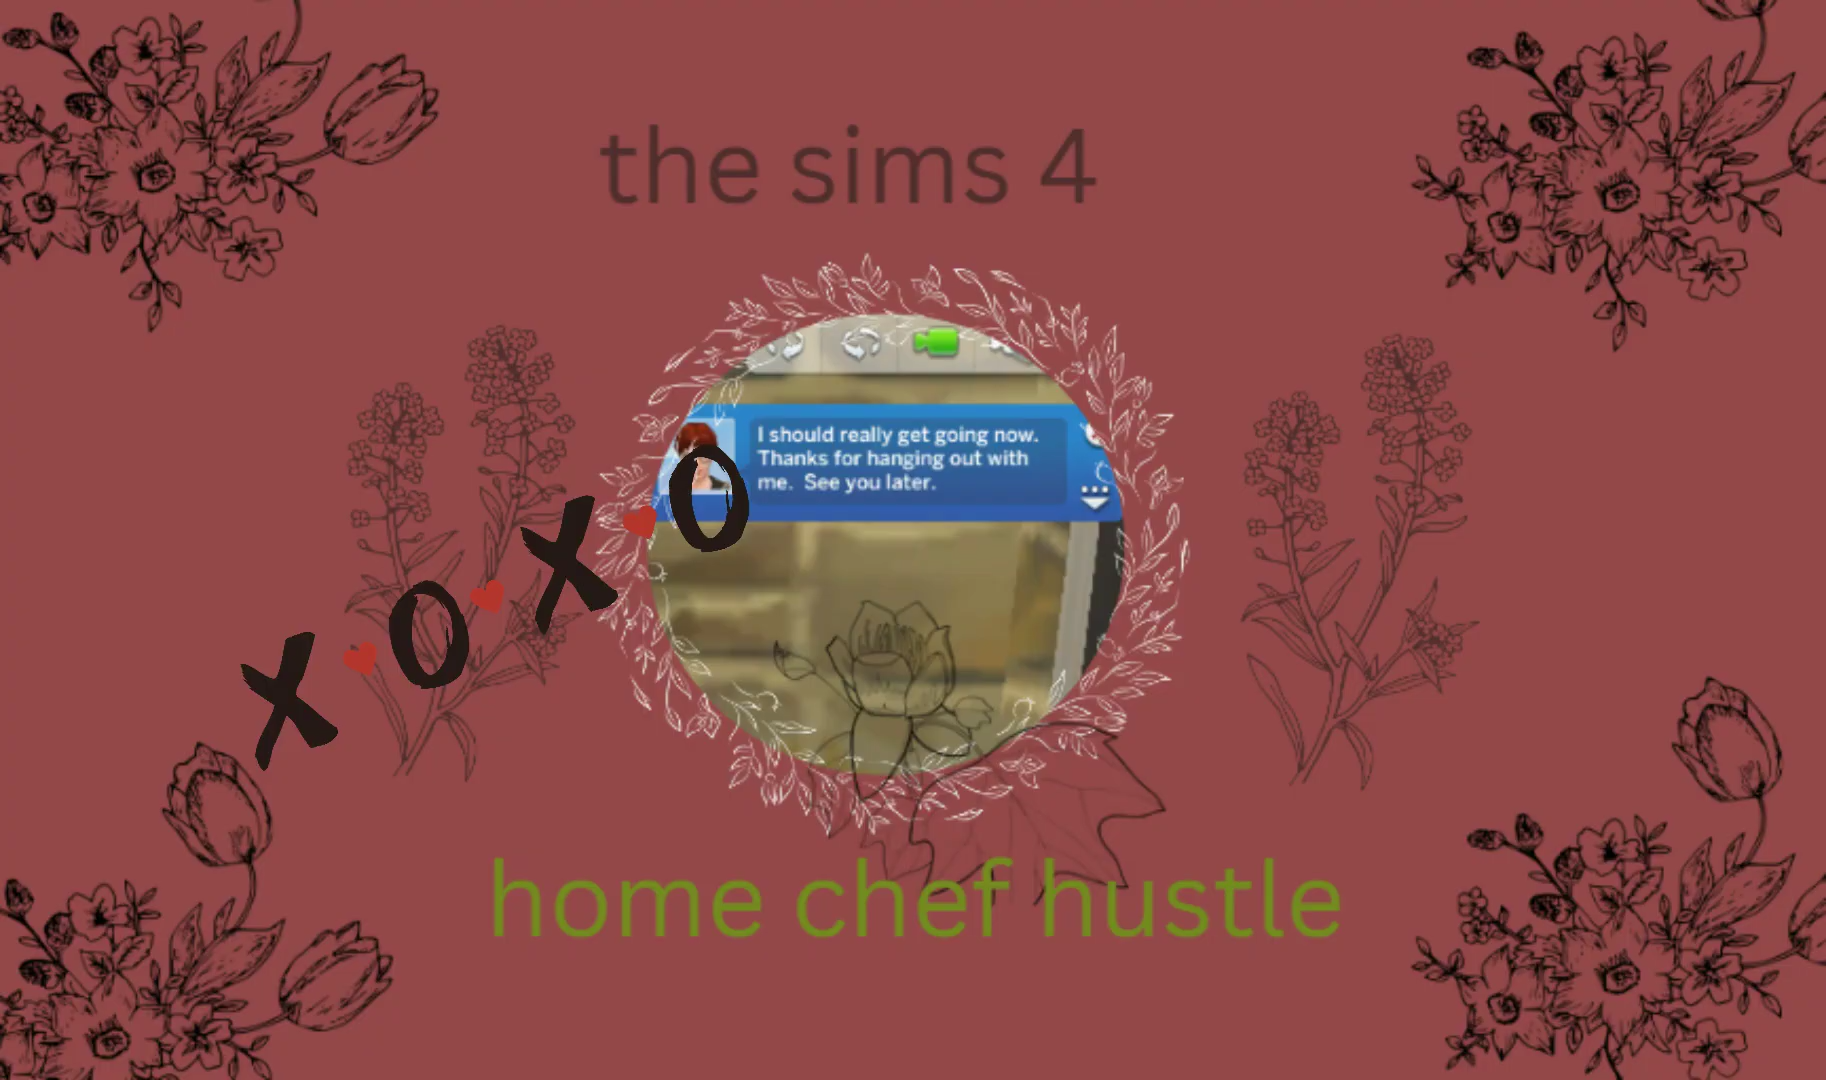 the sims 4
I should really get going now.
Thanks for hanging out with
me.  See you later.
X O X O
home chef hustle